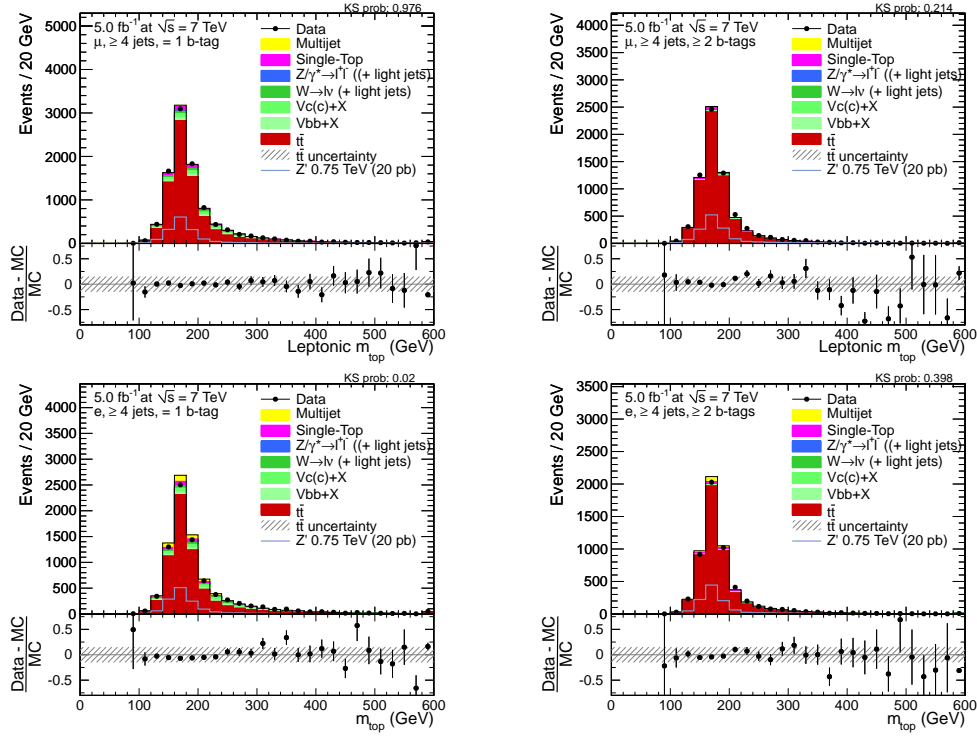 KS prob: 0.976
5.0 fb⁻¹ at √s = 7 TeV
μ, ≥ 4 jets, = 1 b-tag
Data
Multijet
Single-Top
Z/γ*→l⁺l⁻ ((+ light jets)
W→lν (+ light jets)
Vc(c)+X
Vbb+X
tt̄
tt̄ uncertainty
Z' 0.75 TeV (20 pb)
Events / 20 GeV
5000
4000
3000
2000
1000
0
Data - MC
MC
0.5
0
-0.5
0 100 200 300 400 500 600
Leptonic m_top (GeV)
KS prob: 0.214
5.0 fb⁻¹ at √s = 7 TeV
μ, ≥ 4 jets, ≥ 2 b-tags
Data
Multijet
Single-Top
Z/γ*→l⁺l⁻ ((+ light jets)
W→lν (+ light jets)
Vc(c)+X
Vbb+X
tt̄
tt̄ uncertainty
Z' 0.75 TeV (20 pb)
Events / 20 GeV
4000
3500
3000
2500
2000
1500
1000
500
0
Data - MC
MC
0.5
0
-0.5
0 100 200 300 400 500 600
Leptonic m_top (GeV)
KS prob: 0.02
5.0 fb⁻¹ at √s = 7 TeV
e, ≥ 4 jets, = 1 b-tag
Data
Multijet
Single-Top
Z/γ*→l⁺l⁻ ((+ light jets)
W→lν (+ light jets)
Vc(c)+X
Vbb+X
tt̄
tt̄ uncertainty
Z' 0.75 TeV (20 pb)
Events / 20 GeV
4000
3500
3000
2500
2000
1500
1000
500
0
Data - MC
MC
0.5
0
-0.5
0 100 200 300 400 500 600
m_top (GeV)
KS prob: 0.398
5.0 fb⁻¹ at √s = 7 TeV
e, ≥ 4 jets, ≥ 2 b-tags
Data
Multijet
Single-Top
Z/γ*→l⁺l⁻ ((+ light jets)
W→lν (+ light jets)
Vc(c)+X
Vbb+X
tt̄
tt̄ uncertainty
Z' 0.75 TeV (20 pb)
Events / 20 GeV
3500
3000
2500
2000
1500
1000
500
0
Data - MC
MC
0.5
0
-0.5
0 100 200 300 400 500 600
m_top (GeV)